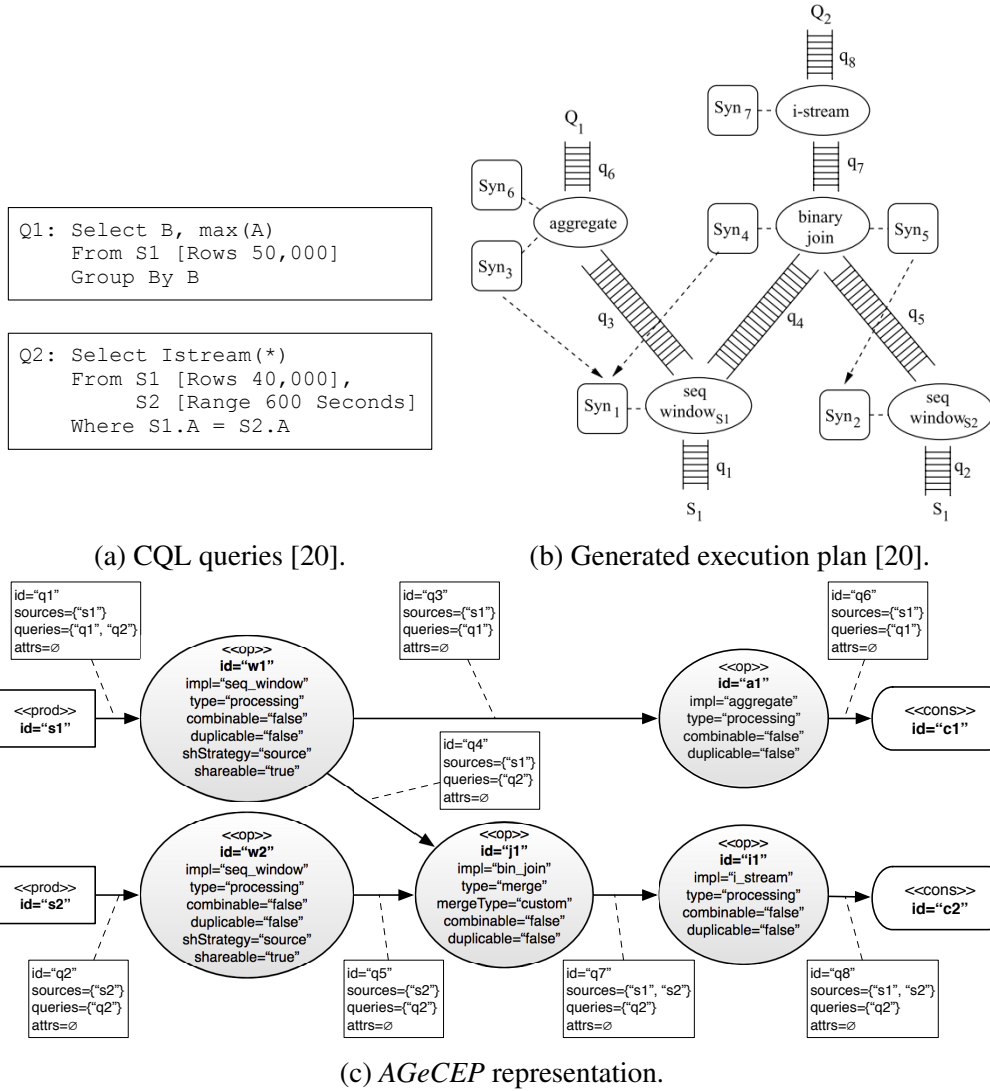 Q1: Select B, max(A)
From S1 [Rows 50,000]
Group By B
Q2: Select Istream(*)
From S1 [Rows 40,000],
S2 [Range 600 Seconds]
Where S1.A = S2.A
(a) CQL queries [20].
Q2
q8
Syn7
i-stream
Q1
q7
q6
Syn6
aggregate
Syn4
binary
join
Syn5
Syn3
q3
q4
q5
Syn1
seq
windowS1
Syn2
seq
windowS2
q1
q2
S1
S1
(b) Generated execution plan [20].
id=“q1”
sources={“s1”}
queries={“q1”, “q2”}
attrs=∅
id=“q3”
sources={“s1”}
queries={“q1”}
attrs=∅
id=“q6”
sources={“s1”}
queries={“q1”}
attrs=∅
<<prod>>
id=“s1”
<<op>>
id=“w1”
impl=“seq_window”
type=“processing”
combinable=“false”
duplicable=“false”
shStrategy=“source”
shareable=“true”
<<op>>
id=“a1”
impl=“aggregate”
type=“processing”
combinable=“false”
duplicable=“false”
<<cons>>
id=“c1”
id=“q4”
sources={“s1”}
queries={“q2”}
attrs=∅
<<prod>>
id=“s2”
<<op>>
id=“w2”
impl=“seq_window”
type=“processing”
combinable=“false”
duplicable=“false”
shStrategy=“source”
shareable=“true”
<<op>>
id=“j1”
impl=“bin_join”
type=“merge”
mergeType=“custom”
combinable=“false”
duplicable=“false”
<<op>>
id=“i1”
impl=“i_stream”
type=“processing”
combinable=“false”
duplicable=“false”
<<cons>>
id=“c2”
id=“q2”
sources={“s2”}
queries={“q2”}
attrs=∅
id=“q5”
sources={“s2”}
queries={“q2”}
attrs=∅
id=“q7”
sources={“s1”, “s2”}
queries={“q2”}
attrs=∅
id=“q8”
sources={“s1”, “s2”}
queries={“q2”}
attrs=∅
(c) AGeCEP representation.